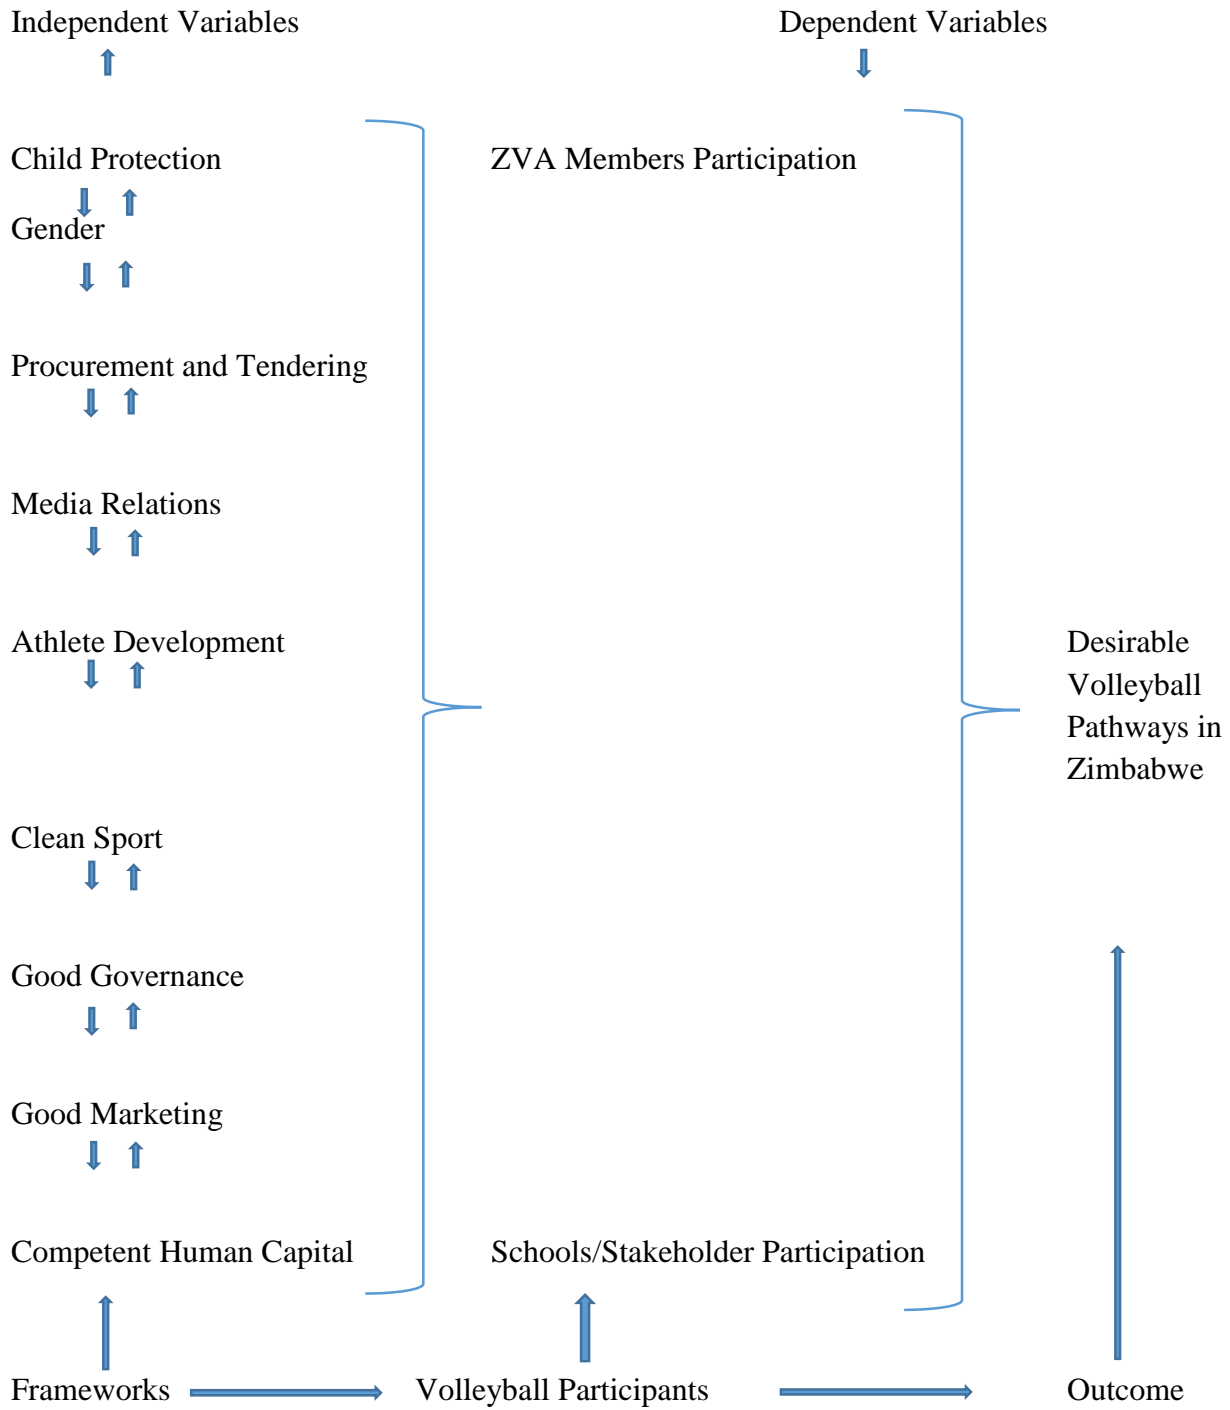 Independent Variables
Dependent Variables
Child Protection
ZVA Members Participation
Gender
Procurement and Tendering
Media Relations
Athlete Development
Desirable
Volleyball
Pathways in
Zimbabwe
Clean Sport
Good Governance
Good Marketing
Competent Human Capital
Schools/Stakeholder Participation
Frameworks
Volleyball Participants
Outcome